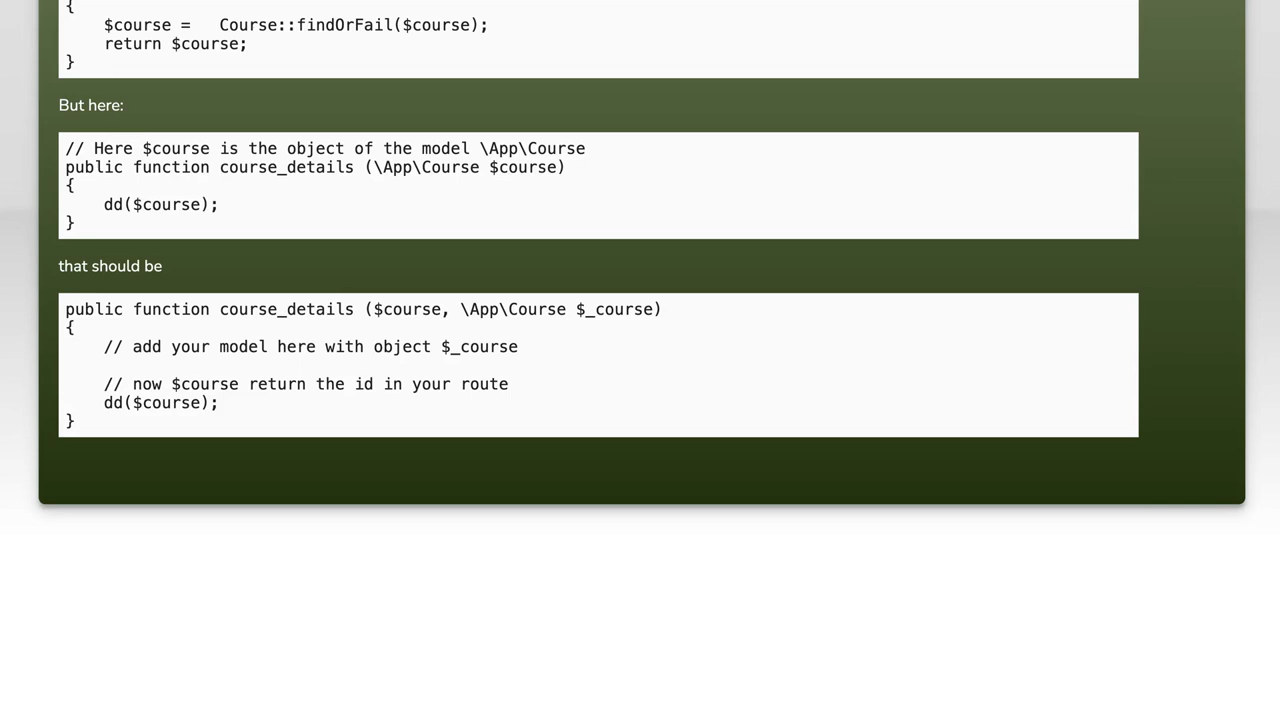 {
    $course =   Course::findOrFail($course);
    return $course;
}
But here:
// Here $course is the object of the model \App\Course
public function course_details (\App\Course $course)
{
    dd($course);
}
that should be
public function course_details ($course, \App\Course $_course)
{
    // add your model here with object $_course
    // now $course return the id in your route
    dd($course);
}